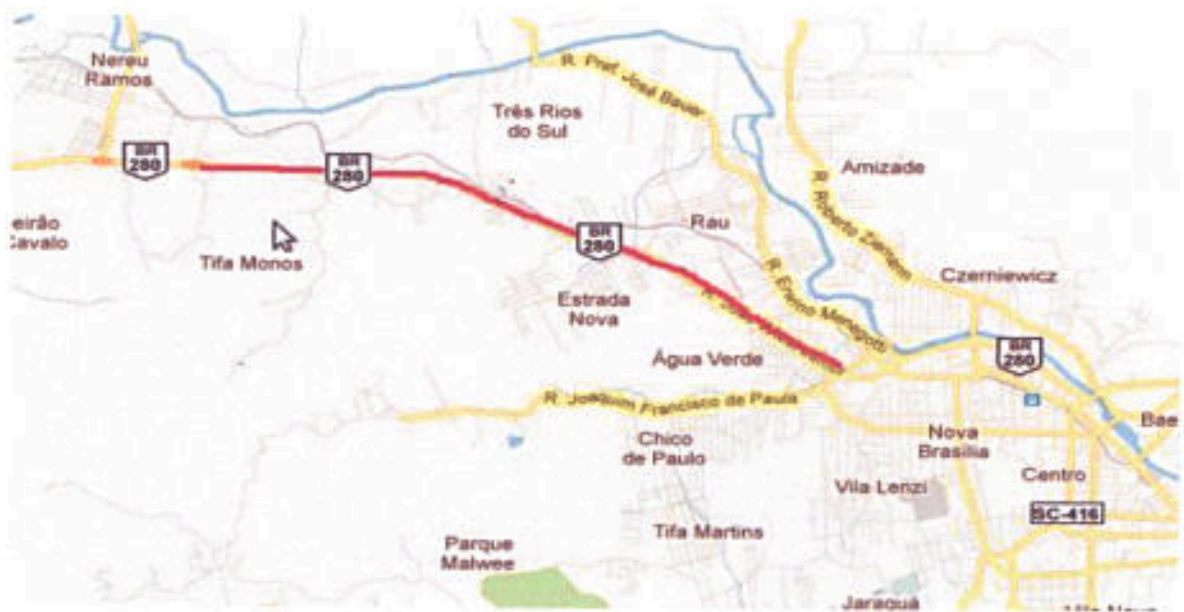 Nereu
Ramos
R. Pref. José Bauer
Três Rios
do Sul
BR
280
BR
280
Amizade
eirão
Cavalo
Tifa Monos
BR
280
Rau
R. Roberto Ziemann
Czerniewicz
Estrada
Nova
R. Erwino Menegotti
Água Verde
BR
280
R. Joaquim Francisco de Paula
Chico
de Paulo
Nova
Brasília
Bae
Vila Lenzi
Centro
SC-416
Tifa Martins
Parque
Malwee
Jaraguá